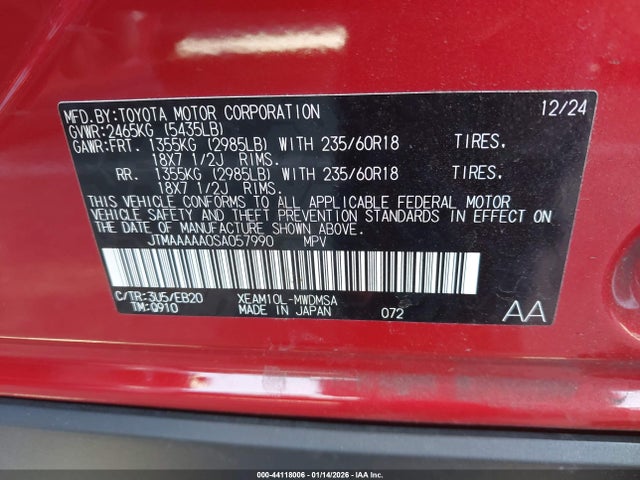 MFD.BY:TOYOTA MOTOR CORPORATION 12/24
GVWR:2465KG (5435LB)
GAWR:FRT. 1355KG (2985LB) WITH 235/60R18 TIRES.
18X7 1/2J RIMS.
RR. 1355KG (2985LB) WITH 235/60R18 TIRES.
18X7 1/2J RIMS.
THIS VEHICLE CONFORMS TO ALL APPLICABLE FEDERAL MOTOR
VEHICLE SAFETY AND THEFT PREVENTION STANDARDS IN EFFECT ON
THE DATE OF MANUFACTURE SHOWN ABOVE.
JTMAAAAA0SA057990 MPV
C/TR:3U5/EB20 XEAM10L-MWDMSA
TM:Q910 MADE IN JAPAN 072 AA
000-44118006 - 01/14/2026 - IAA, Inc.